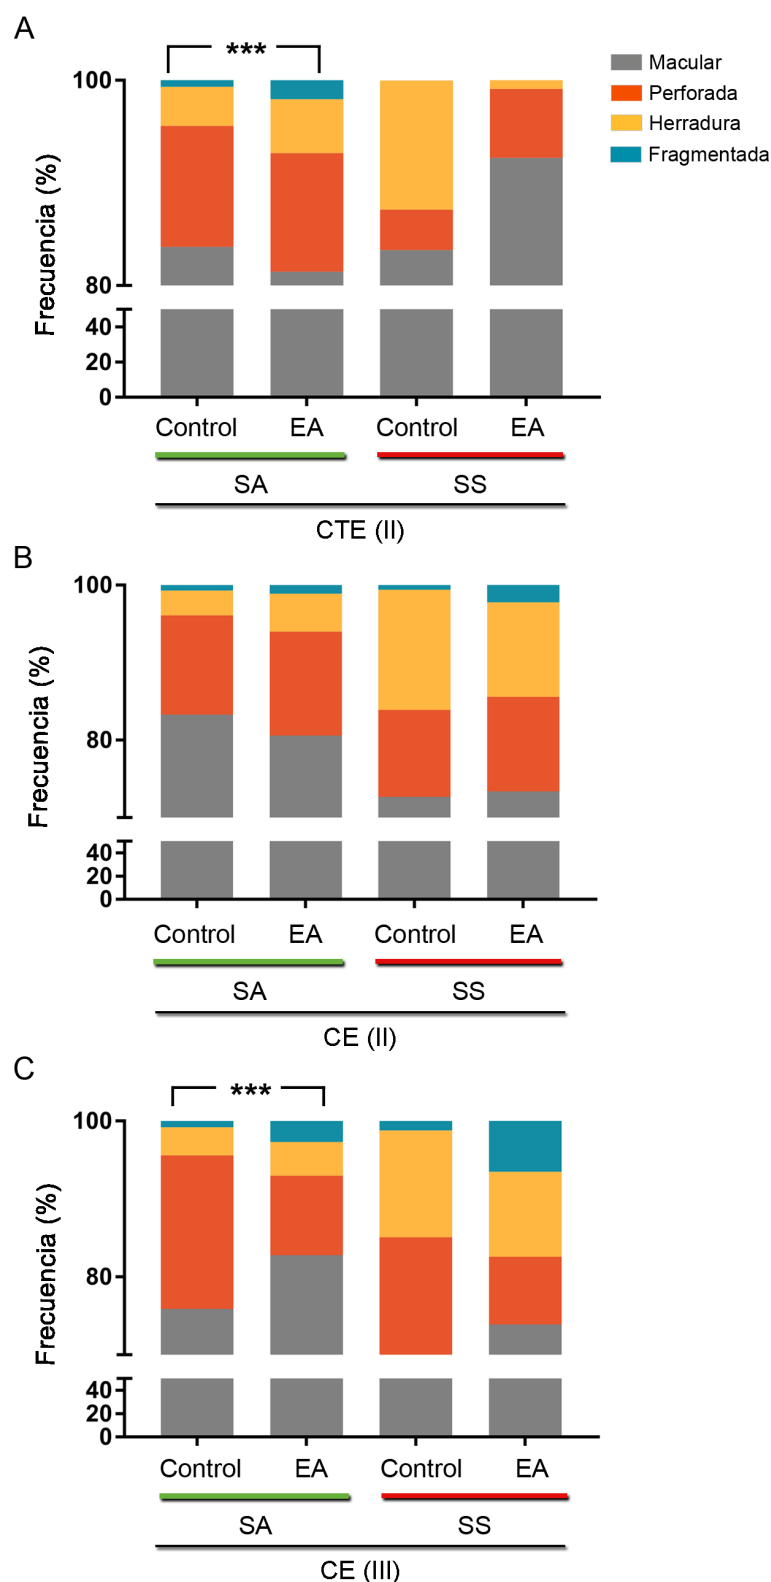 A
***
Macular
Perforada
Herradura
Fragmentada
Frecuencia (%)
100
80
40
20
0
Control EA Control EA
SA SS
CTE (II)
B
Frecuencia (%)
100
80
40
20
0
Control EA Control EA
SA SS
CE (II)
C
***
Frecuencia (%)
100
80
40
20
0
Control EA Control EA
SA SS
CE (III)